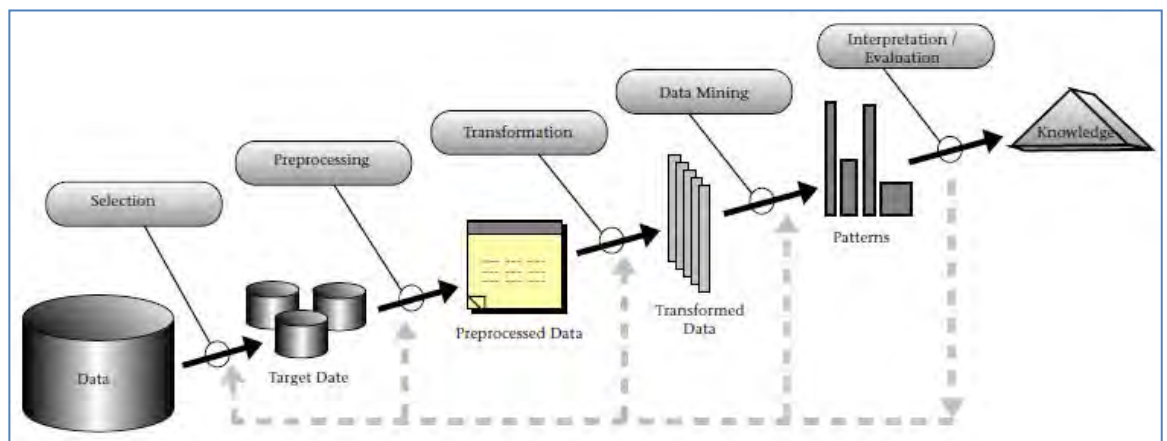 Interpretation /
Evaluation
Data Mining
Knowledge
Transformation
Preprocessing
Selection
Patterns
Transformed
Data
Preprocessed Data
Target Date
Data